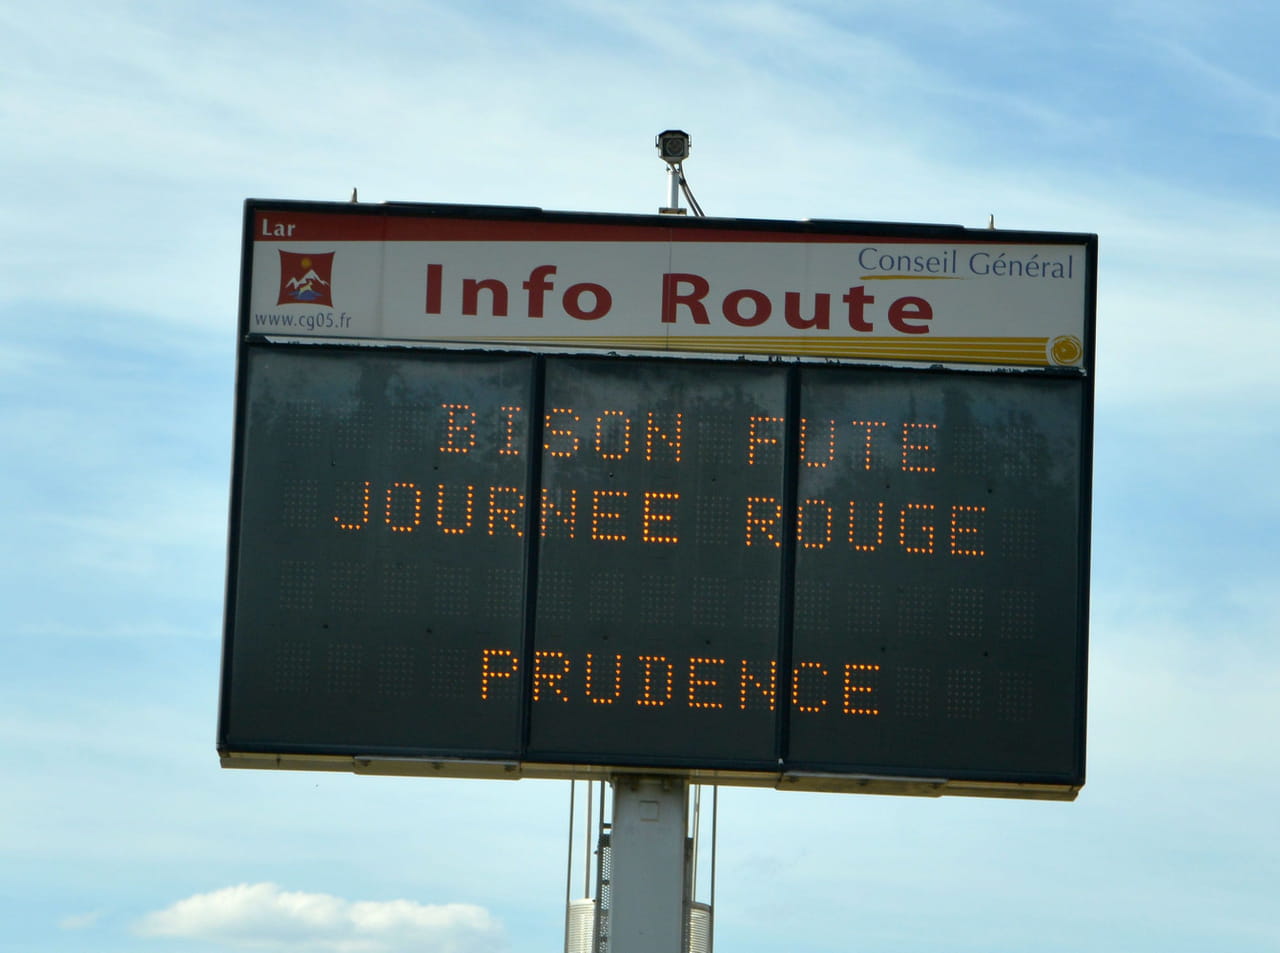 Lar
Conseil Général
Info Route
www.cg05.fr
BISON FUTE
JOURNEE ROUGE
PRUDENCE